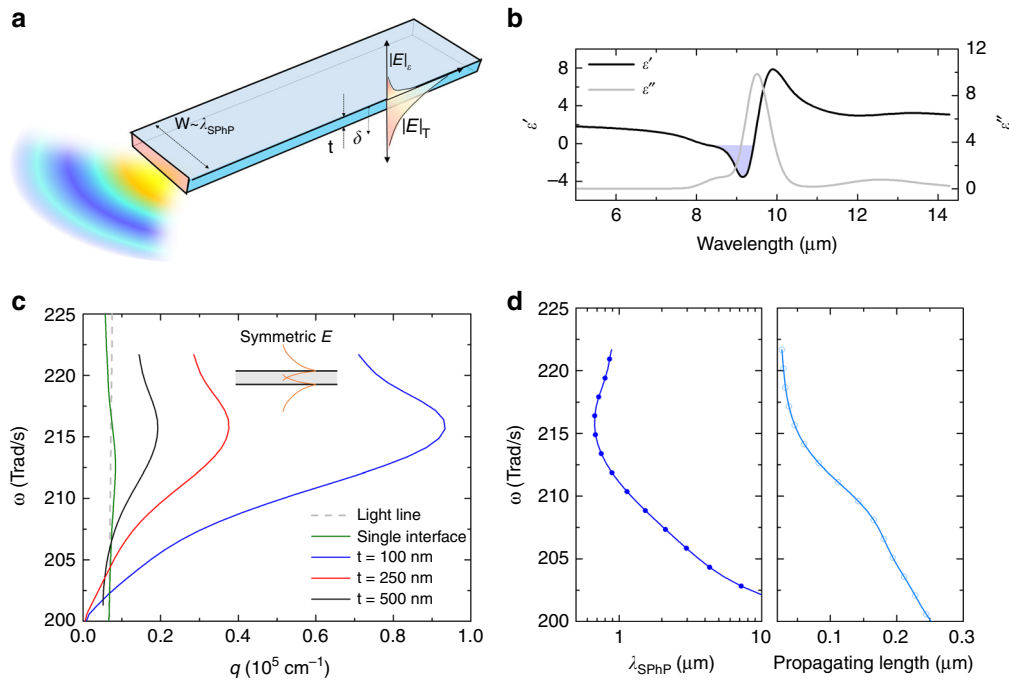 a
|E|ε
W~λSPhP
t
δ
|E|T
b
8
4
0
−4
ε′
ε′
ε″
12
8
4
0
ε″
6
8
10
12
14
Wavelength (μm)
c
225
220
215
210
205
200
ω (Trad/s)
Symmetric E
Light line
Single interface
t = 100 nm
t = 250 nm
t = 500 nm
0.0
0.2
0.4
0.6
0.8
1.0
q (10⁵ cm⁻¹)
d
225
220
215
210
205
200
ω (Trad/s)
1
10
λSPhP (μm)
0.1
0.2
0.3
Propagating length (μm)